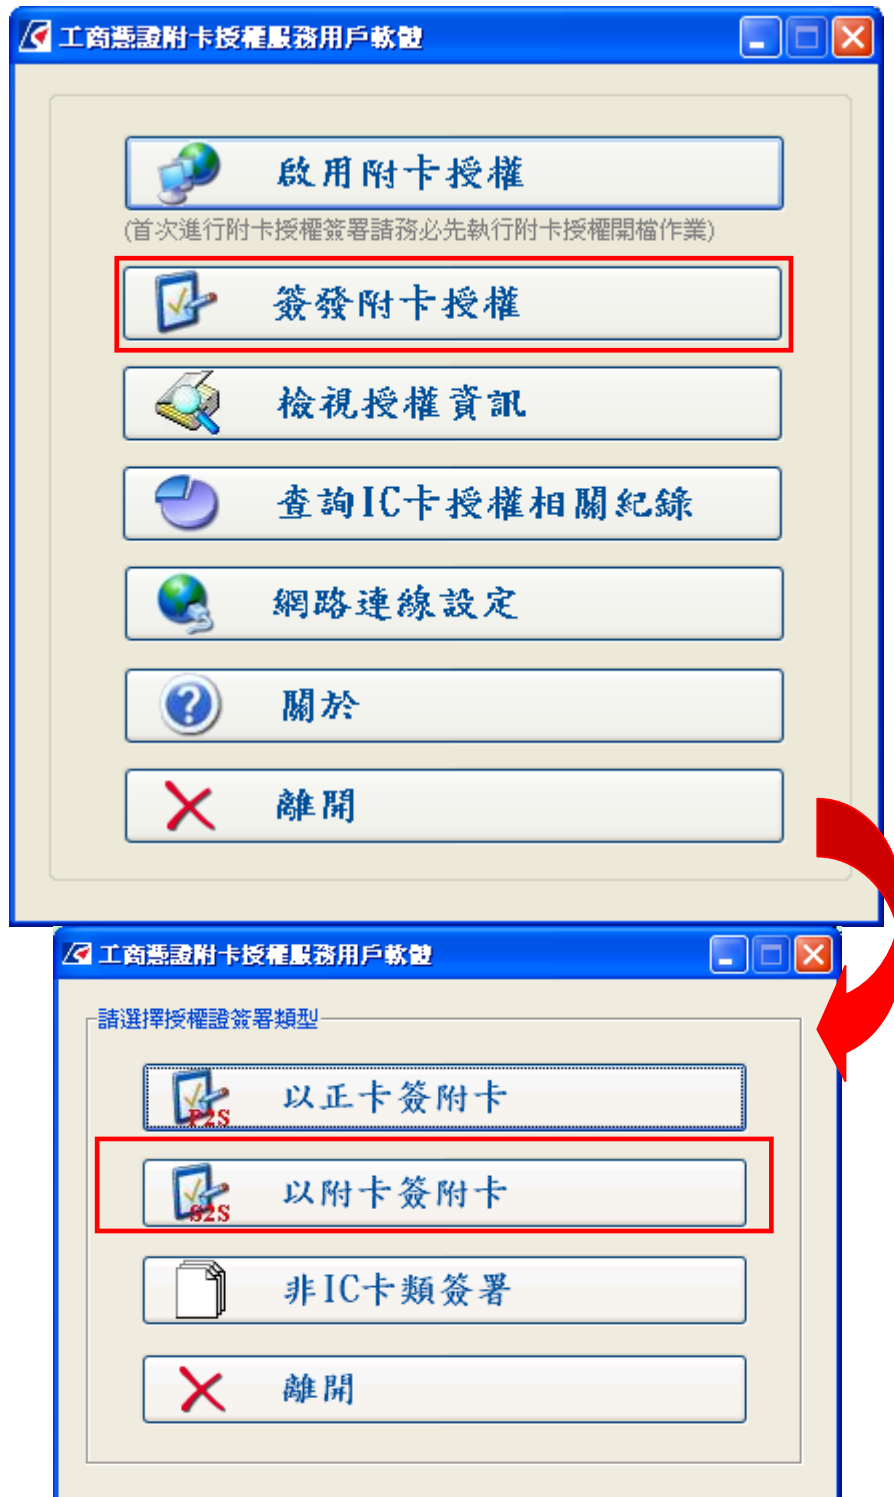 工商憑證附卡授權服務用戶軟體
啟用附卡授權
(首次進行附卡授權簽署請務必先執行附卡授權開檔作業)
簽發附卡授權
檢視授權資訊
查詢IC卡授權相關紀錄
網路連線設定
關於
離開
工商憑證附卡授權服務用戶軟體
請選擇授權證簽署類型
P2S
以正卡簽附卡
S2S
以附卡簽附卡
非IC卡類簽署
離開